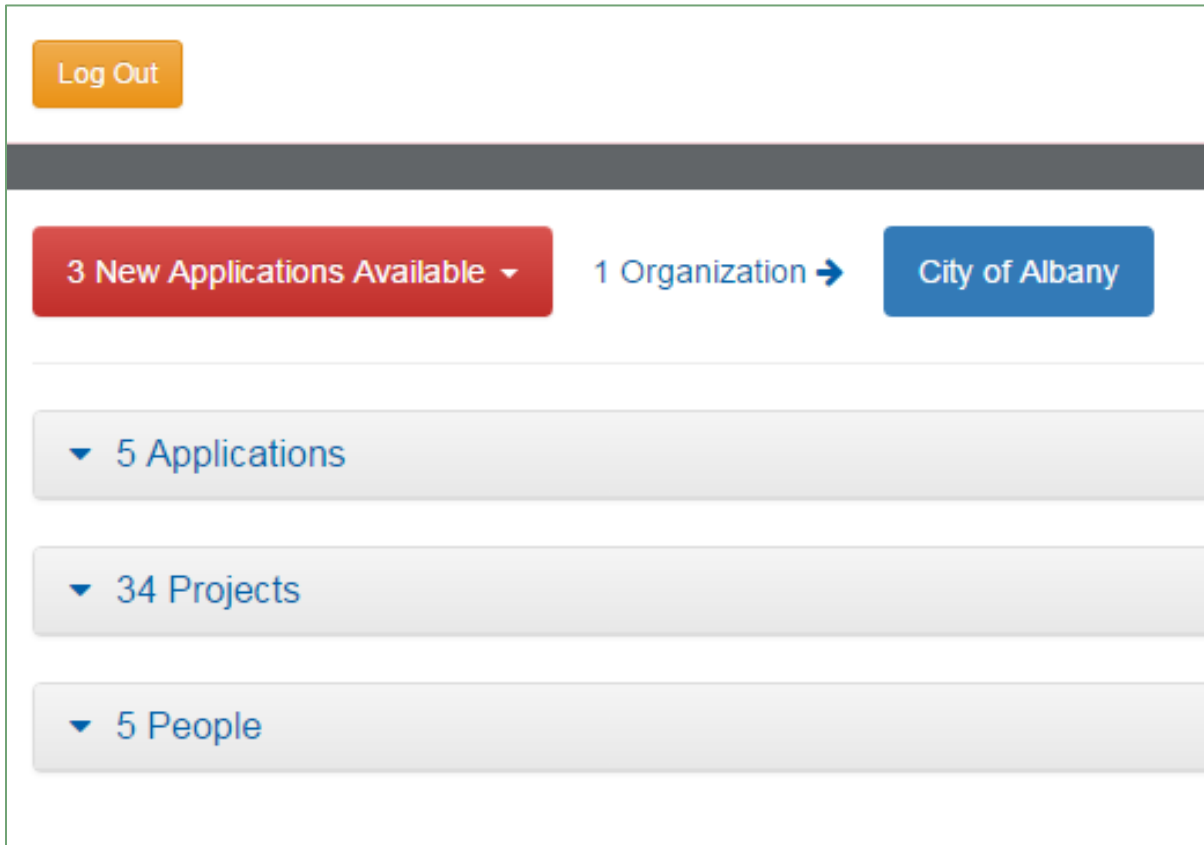 Log Out
3 New Applications Available
1 Organization
City of Albany
5 Applications
34 Projects
5 People